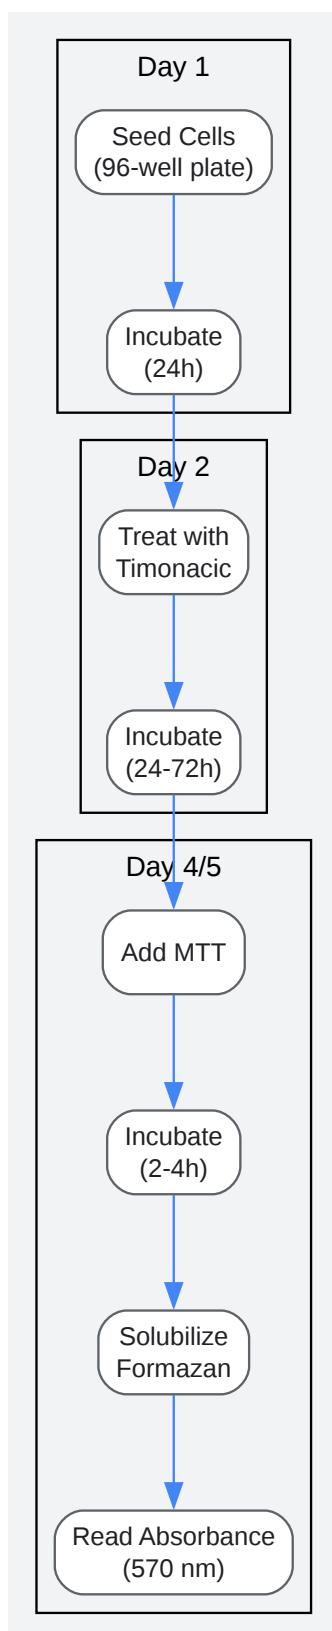 Day 1
Seed Cells
(96-well plate)
Incubate
(24h)
Day 2
Treat with
Timonacic
Incubate
(24-72h)
Day 4/5
Add MTT
Incubate
(2-4h)
Solubilize
Formazan
Read Absorbance
(570 nm)